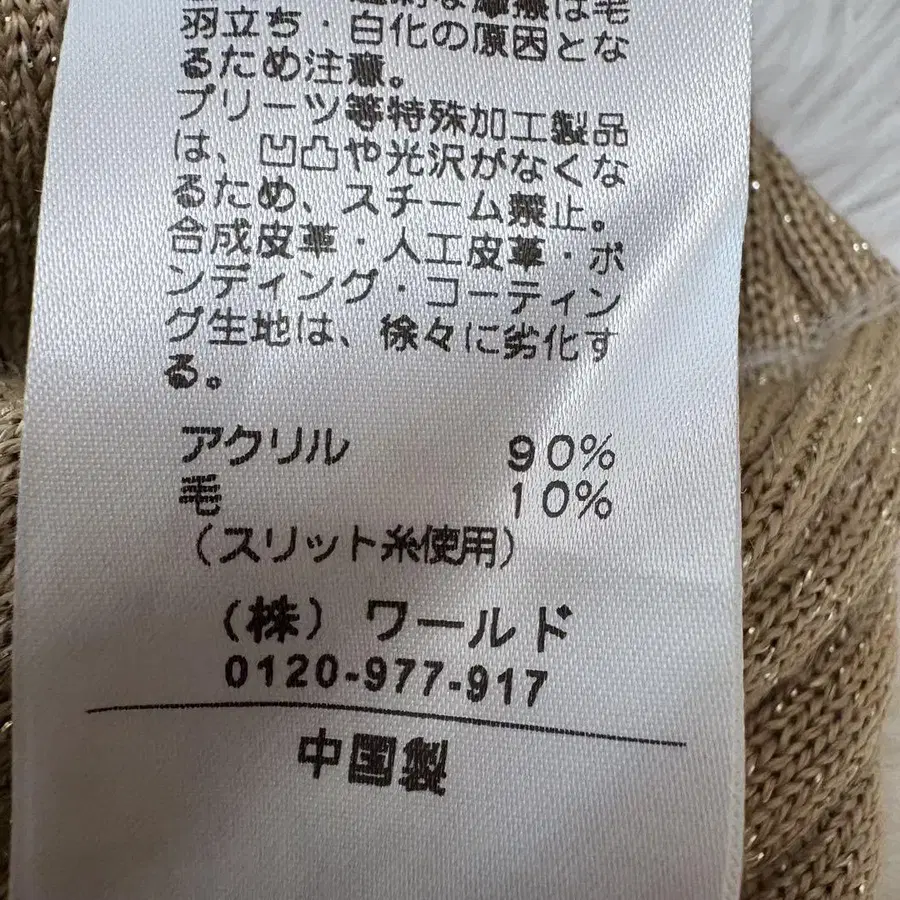 な摩擦は毛
羽立ち・白化の原因とな
るため注意。
プリーツ等特殊加工製品
は、凹凸や光沢がなくな
るため、スチーム禁止。
合成皮革・人工皮革・ボ
ンディング・コーティン
グ生地は、徐々に劣化す
る。
アクリル 90%
毛 10%
(スリット糸使用)
(株) ワールド
0120-977-917
中国製